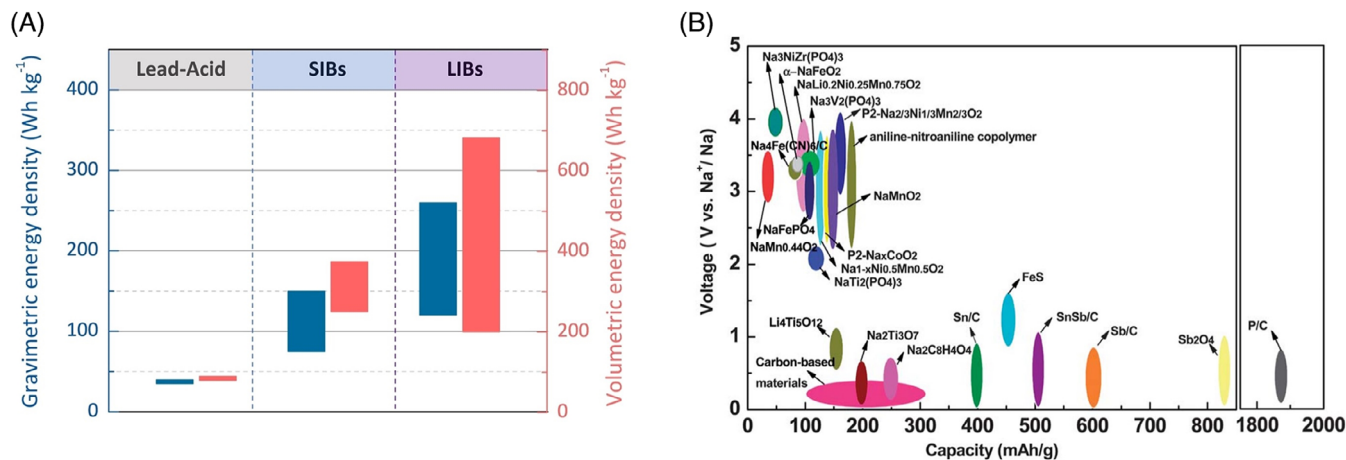 (A)
Lead-Acid
SIBs
LIBs
Gravimetric energy density (Wh kg⁻¹)
400
300
250
200
150
100
50
0
Volumetric energy density (Wh kg⁻¹)
800
600
400
200
0
(B)
Voltage ( V vs. Na⁺/ Na)
5
4
3
2
1
0
Na3NiZr(PO4)3
α–NaFeO2
NaLi0.2Ni0.25Mn0.75O2
Na3V2(PO4)3
P2-Na2/3Ni1/3Mn2/3O2
aniline-nitroaniline copolymer
Na4Fe(CN)6/C
NaMnO2
NaFePO4
NaMn0.44O2
P2-NaxCoO2
Na1-xNi0.5Mn0.5O2
NaTi2(PO4)3
FeS
Li4Ti5O12
Na2Ti3O7
Sn/C
SnSb/C
Sb/C
Sb2O4
P/C
Na2C8H4O4
Carbon-based
materials
0 100 200 300 400 500 600 700 800 1800 2000
Capacity (mAh/g)